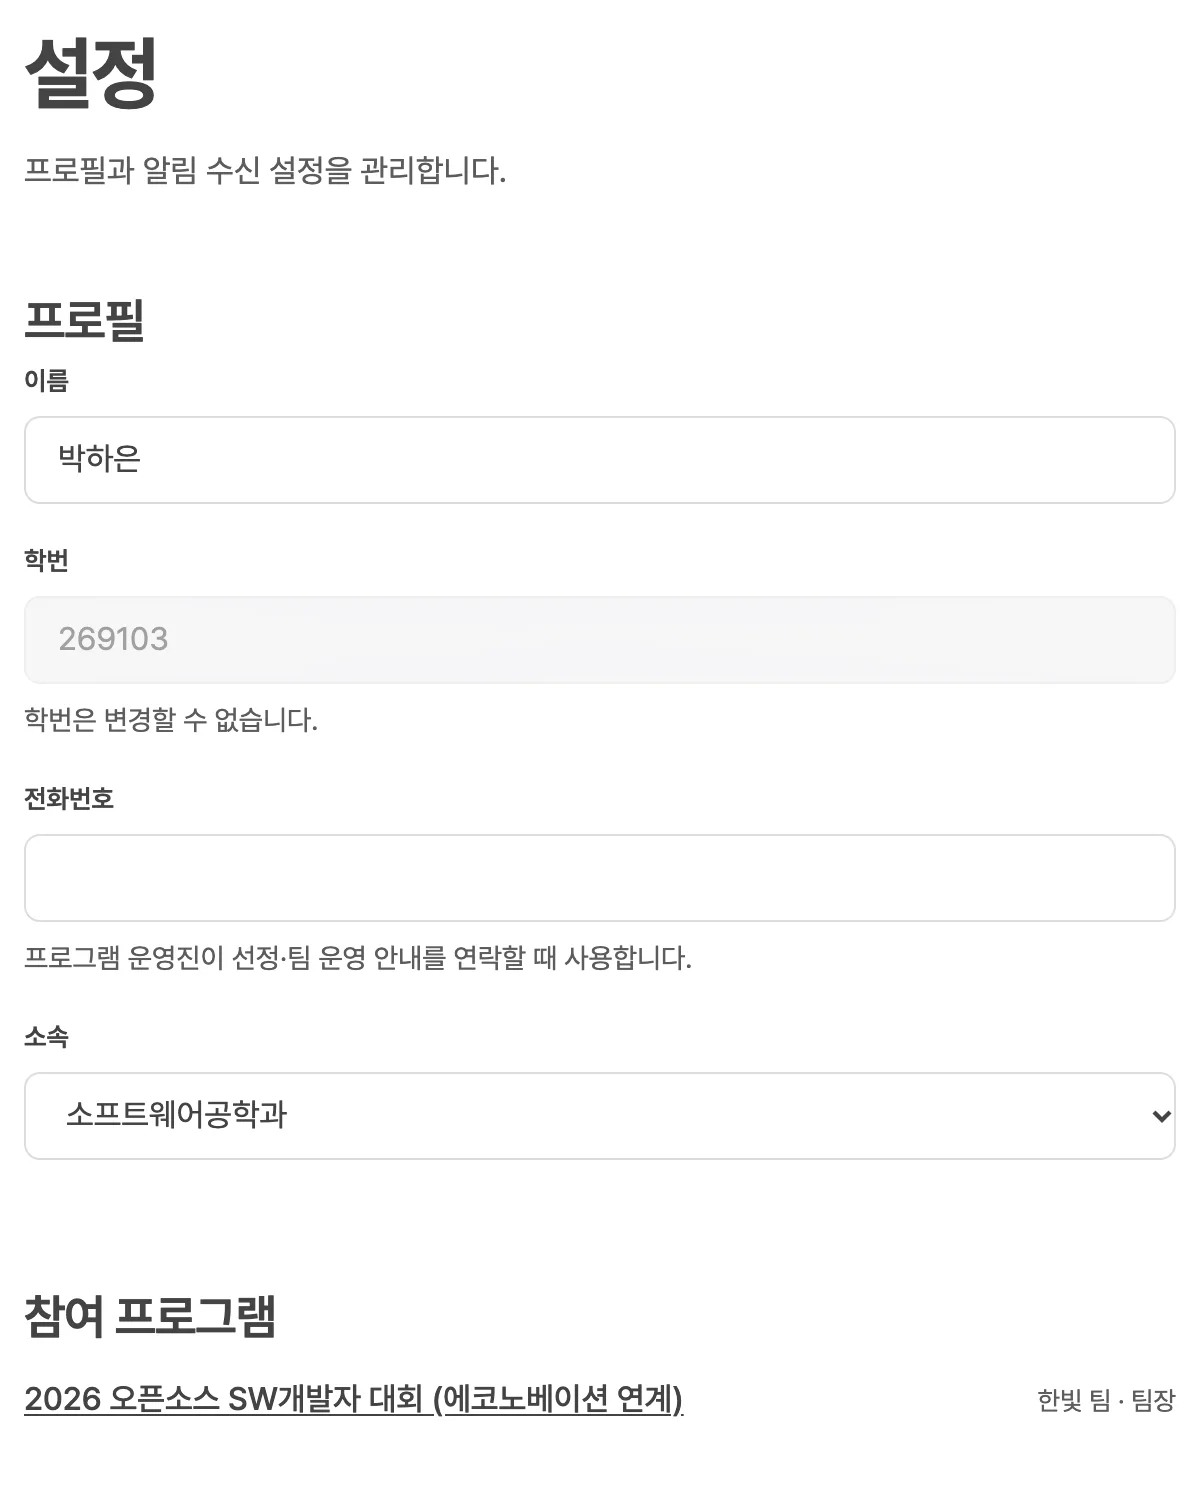 설정
프로필과 알림 수신 설정을 관리합니다.
프로필
이름
박하은
학번
269103
학번은 변경할 수 없습니다.
전화번호
프로그램 운영진이 선정·팀 운영 안내를 연락할 때 사용합니다.
소속
소프트웨어공학과
참여 프로그램
2026 오픈소스 SW개발자 대회 (에코노베이션 연계) 한빛 팀 · 팀장